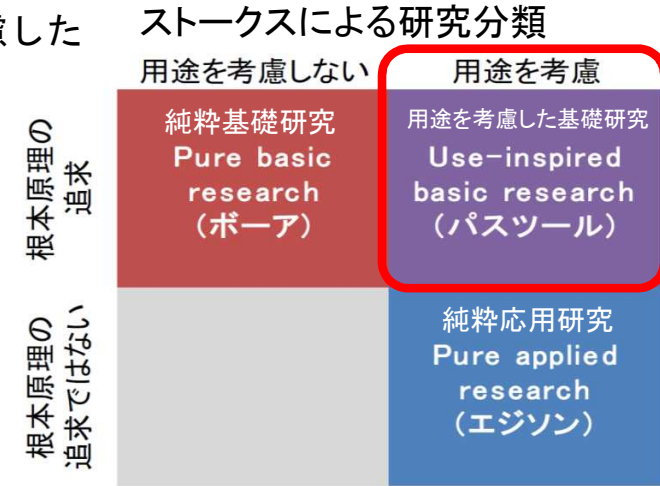 慮した
ストークスによる研究分類
用途を考慮しない
用途を考慮
根本原理の
追求
純粋基礎研究
Pure basic
research
(ボーア)
用途を考慮した基礎研究
Use-inspired
basic research
(パスツール)
根本原理の
追求ではない
純粋応用研究
Pure applied
research
(エジソン)